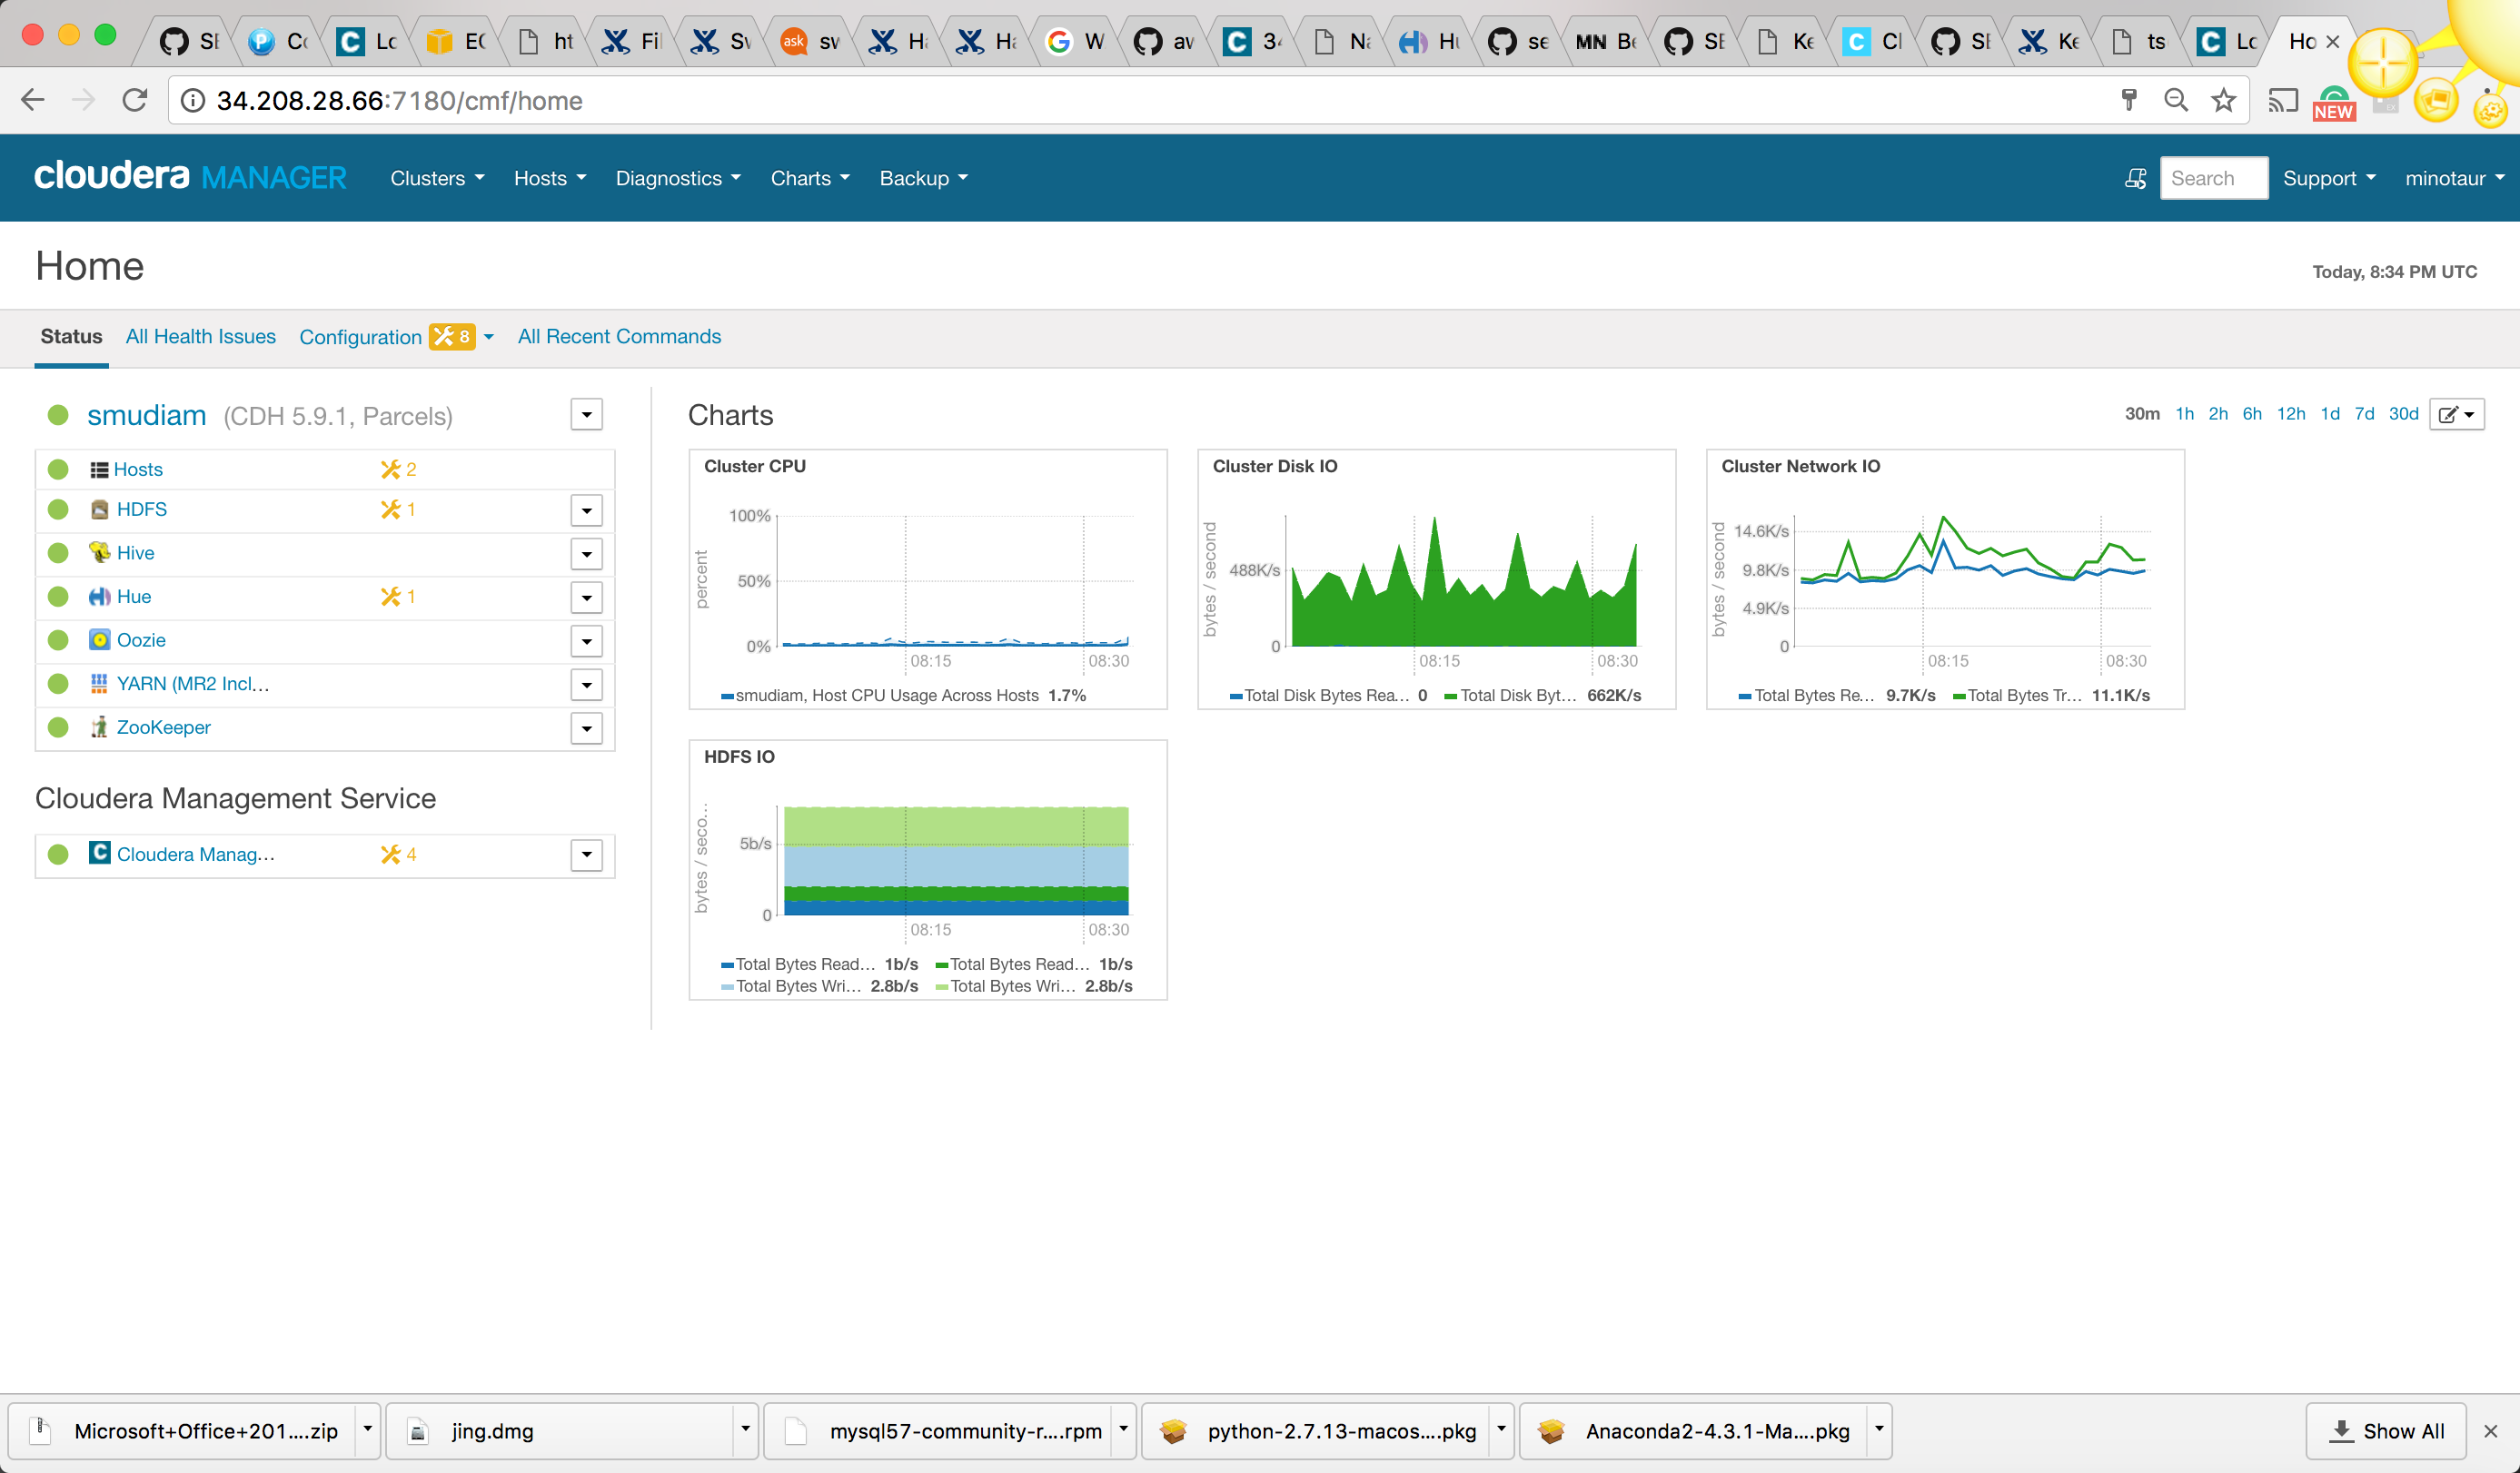 SE Co Lo EC ht Fil Sw ask sw Ha Ha W aw 34 Na Hu se MN Be SE Ke Cl SE Ke ts Lo Ho
34.208.28.66:7180/cmf/home
NEW
cloudera MANAGER Clusters Hosts Diagnostics Charts Backup Search Support minotaur
Home
Today, 8:34 PM UTC
Status All Health Issues Configuration 8 All Recent Commands
smudiam (CDH 5.9.1, Parcels)
Hosts 2
HDFS 1
Hive
Hue 1
Oozie
YARN (MR2 Incl...
ZooKeeper
Cloudera Management Service
Cloudera Manag... 4
Charts
30m 1h 2h 6h 12h 1d 7d 30d
Cluster CPU
percent
100%
50%
0%
08:15 08:30
smudiam, Host CPU Usage Across Hosts 1.7%
Cluster Disk IO
bytes / second
488K/s
0
08:15 08:30
Total Disk Bytes Rea... 0 Total Disk Byt... 662K/s
Cluster Network IO
bytes / second
14.6K/s
9.8K/s
4.9K/s
0
08:15 08:30
Total Bytes Re... 9.7K/s Total Bytes Tr... 11.1K/s
HDFS IO
bytes / seco...
5b/s
0
08:15 08:30
Total Bytes Read... 1b/s Total Bytes Read... 1b/s
Total Bytes Wri... 2.8b/s Total Bytes Wri... 2.8b/s
Microsoft+Office+201....zip jing.dmg mysql57-community-r....rpm python-2.7.13-macos....pkg Anaconda2-4.3.1-Ma....pkg Show All